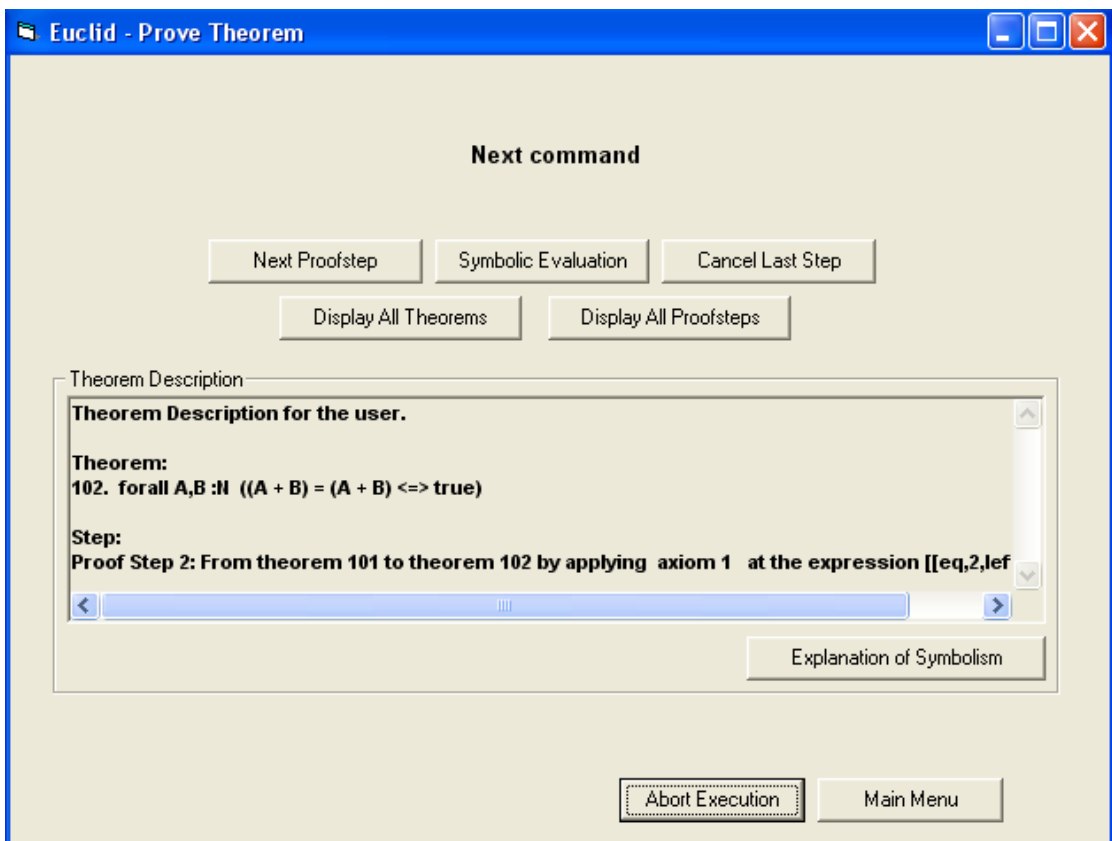 Euclid - Prove Theorem
Next command
Next Proofstep Symbolic Evaluation Cancel Last Step
Display All Theorems Display All Proofsteps
Theorem Description
Theorem Description for the user.
Theorem:
102. forall A,B :N ((A + B) = (A + B) <=> true)
Step:
Proof Step 2: From theorem 101 to theorem 102 by applying axiom 1 at the expression [[eq,2,lef
Explanation of Symbolism
Abort Execution Main Menu